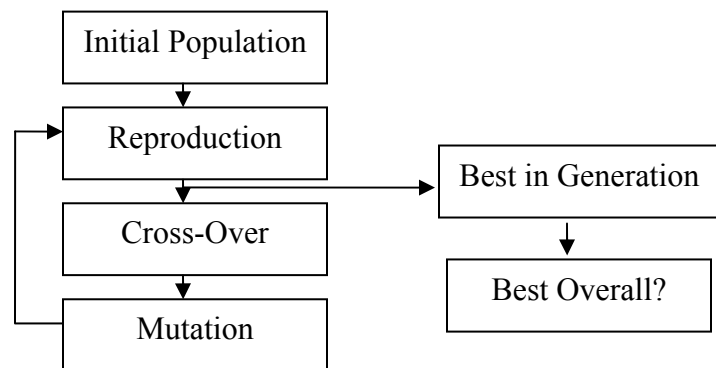 Initial Population
Reproduction
Best in Generation
Cross-Over
Best Overall?
Mutation